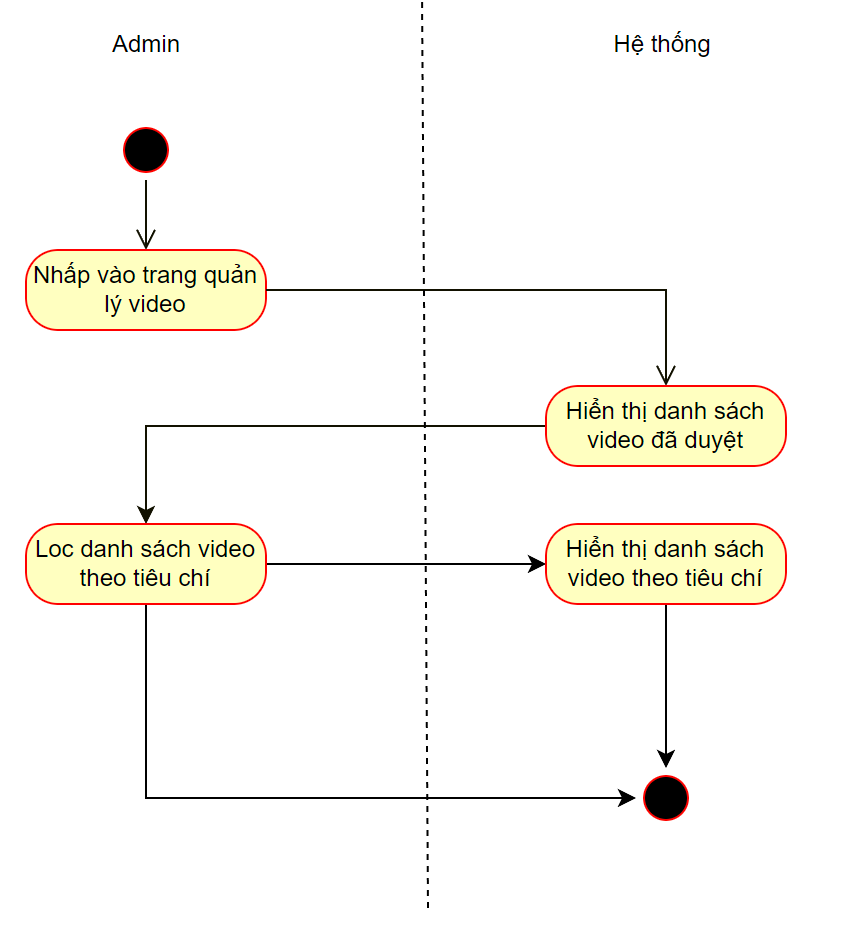 Admin
Hệ thống
Nhấp vào trang quản
lý video
Hiển thị danh sách
video đã duyệt
Loc danh sách video
theo tiêu chí
Hiển thị danh sách
video theo tiêu chí